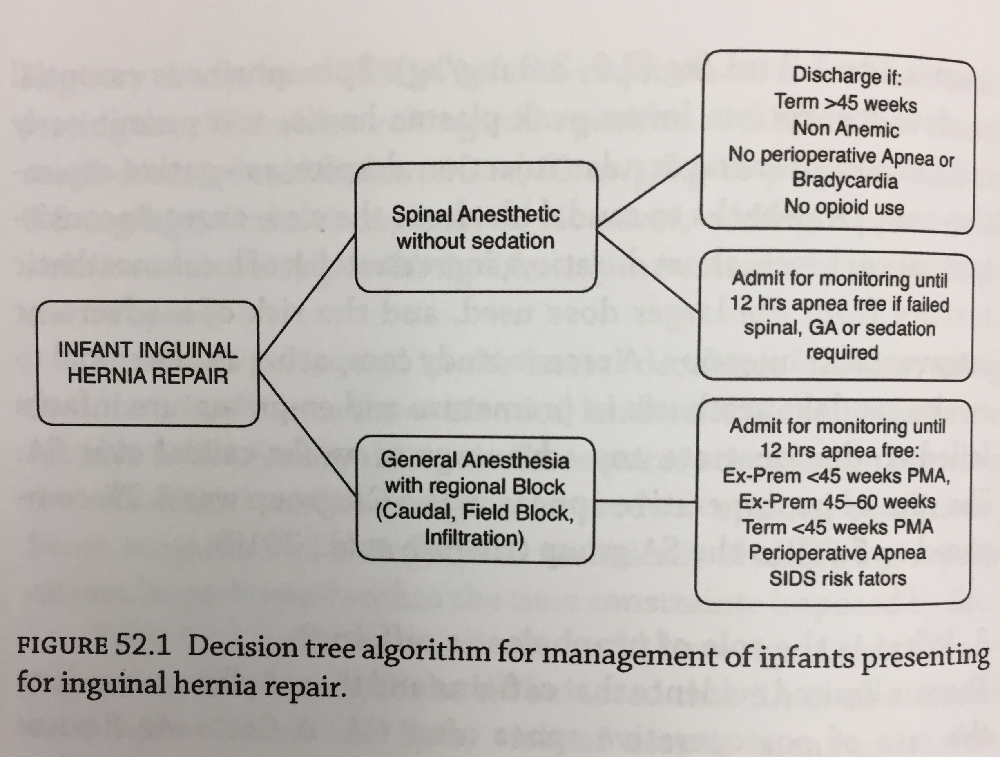 INFANT INGUINAL
HERNIA REPAIR
Spinal Anesthetic
without sedation
Discharge if:
Term >45 weeks
Non Anemic
No perioperative Apnea or
Bradycardia
No opioid use
Admit for monitoring until
12 hrs apnea free if failed
spinal, GA or sedation
required
General Anesthesia
with regional Block
(Caudal, Field Block,
Infiltration)
Admit for monitoring until
12 hrs apnea free:
Ex-Prem <45 weeks PMA,
Ex-Prem 45–60 weeks
Term <45 weeks PMA
Perioperative Apnea
SIDS risk fators
FIGURE 52.1 Decision tree algorithm for management of infants presenting
for inguinal hernia repair.